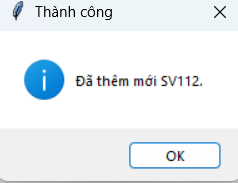 Thành công
Đã thêm mới SV112.
OK